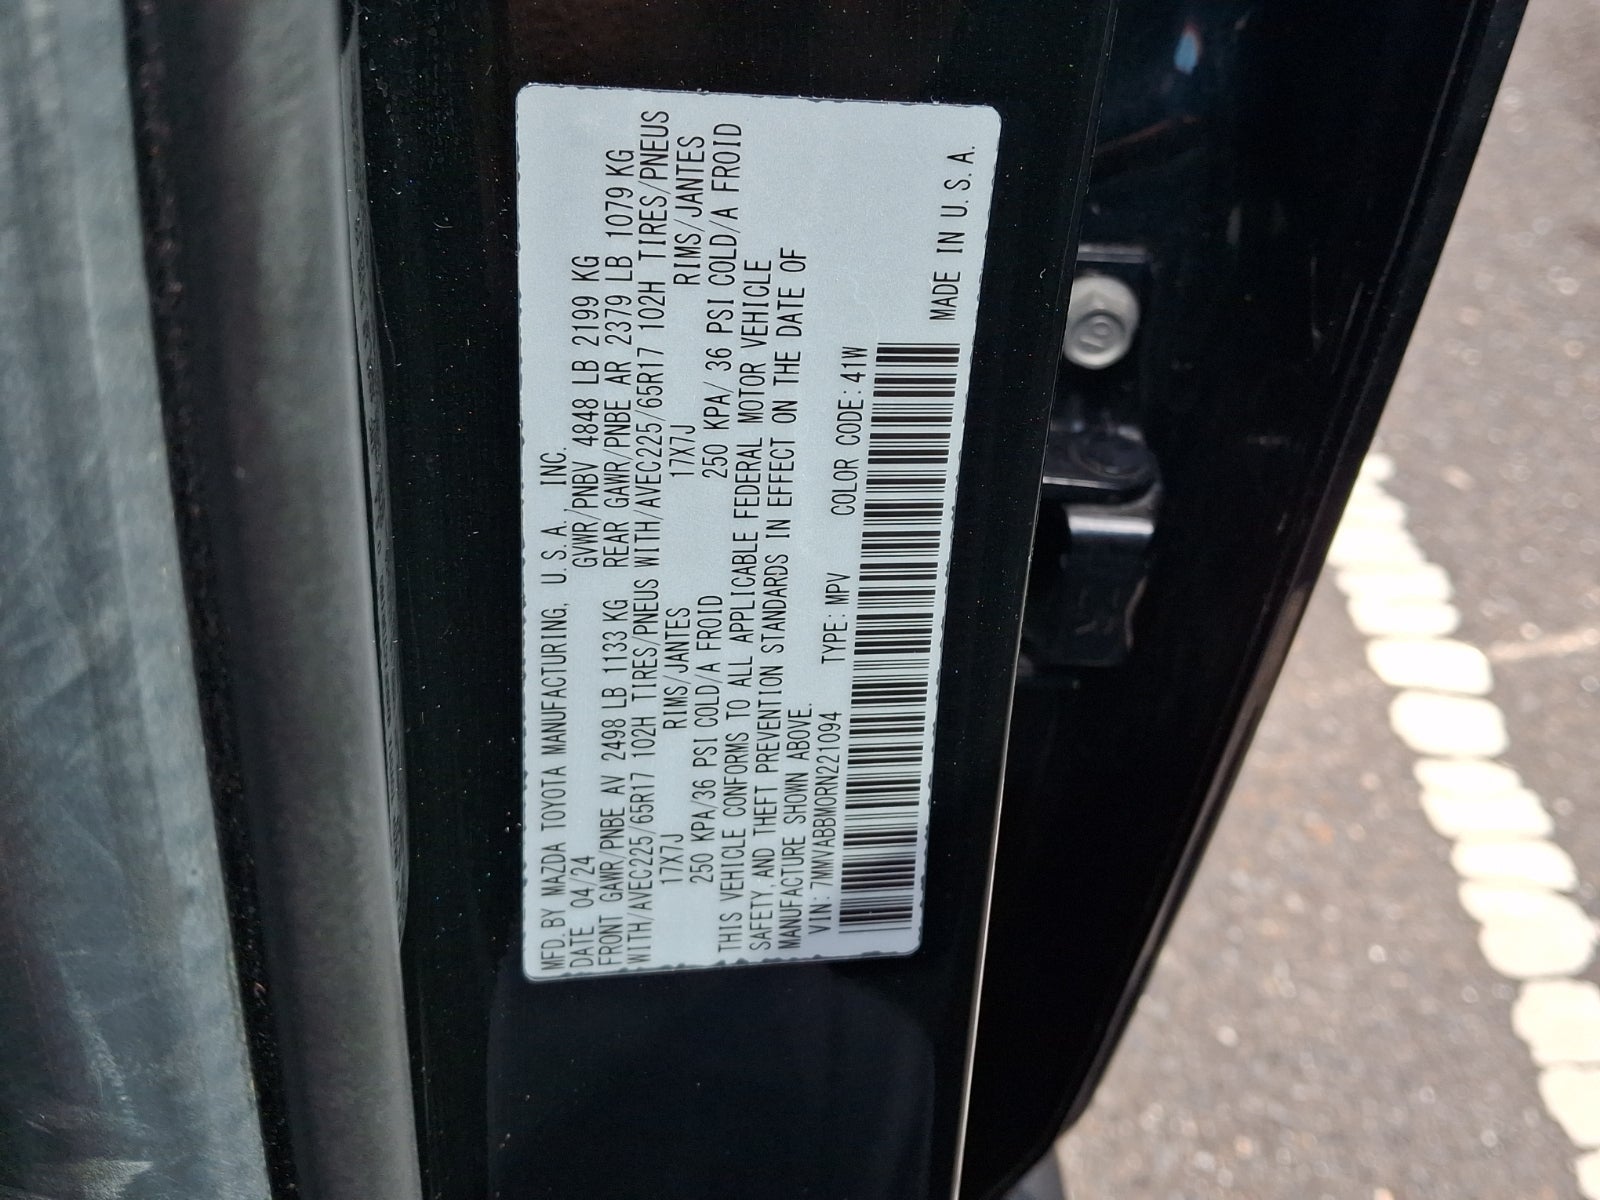 MFD. BY MAZDA TOYOTA MANUFACTURING, U.S.A., INC.
DATE 04/24 GVWR/PNBV 4848 LB 2199 KG
FRONT GAWR/PNBE AV 2498 LB 1133 KG REAR GAWR/PNBE AR 2379 LB 1079 KG
WITH/AVEC225/65R17 102H TIRES/PNEUS WITH/AVEC225/65R17 102H TIRES/PNEUS
17X7J RIMS/JANTES 17X7J RIMS/JANTES
250 KPA/36 PSI COLD/A FROID 250 KPA/ 36 PSI COLD/A FROID
THIS VEHICLE CONFORMS TO ALL APPLICABLE FEDERAL MOTOR VEHICLE
SAFETY, AND THEFT PREVENTION STANDARDS IN EFFECT ON THE DATE OF
MANUFACTURE SHOWN ABOVE.
VIN: 7MMVABBM0RN221094 TYPE: MPV COLOR CODE: 41W
MADE IN U.S.A.